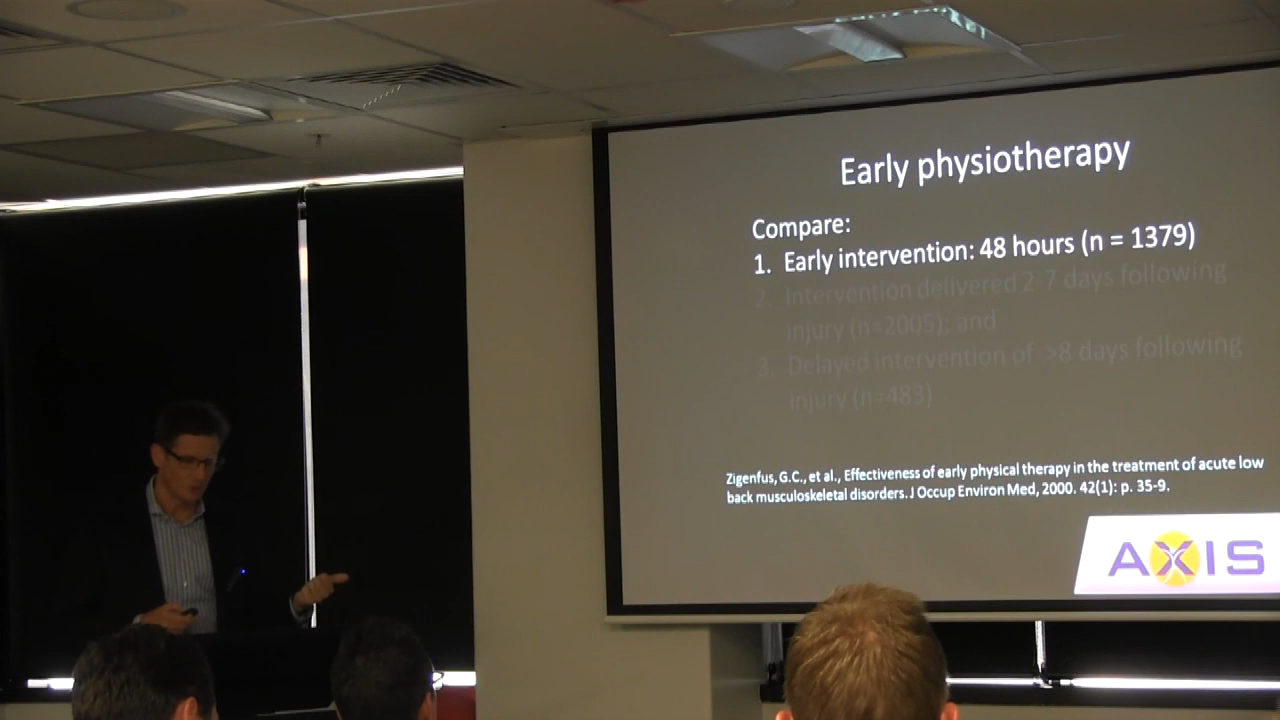 Early physiotherapy
Compare:
1. Early intervention: 48 hours (n = 1379)
2. Intervention delivered 2-7 days following
injury (n=2005); and
3. Delayed intervention of >8 days following
injury (n=483)
Zigenfus, G.C., et al., Effectiveness of early physical therapy in the treatment of acute low
back musculoskeletal disorders. J Occup Environ Med, 2000. 42(1): p. 35-9.
AXIS